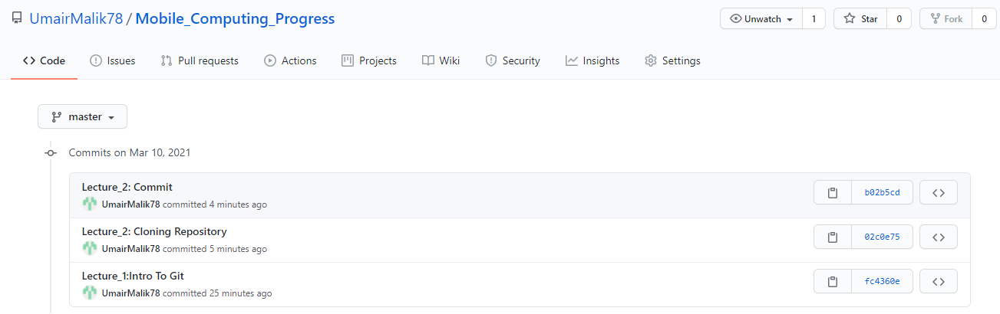 UmairMalik78 / Mobile_Computing_Progress
Unwatch 1 Star 0 Fork 0
Code Issues Pull requests Actions Projects Wiki Security Insights Settings
master
Commits on Mar 10, 2021
Lecture_2: Commit
UmairMalik78 committed 4 minutes ago
b02b5cd
Lecture_2: Cloning Repository
UmairMalik78 committed 5 minutes ago
02c0e75
Lecture_1:Intro To Git
UmairMalik78 committed 25 minutes ago
fc4360e